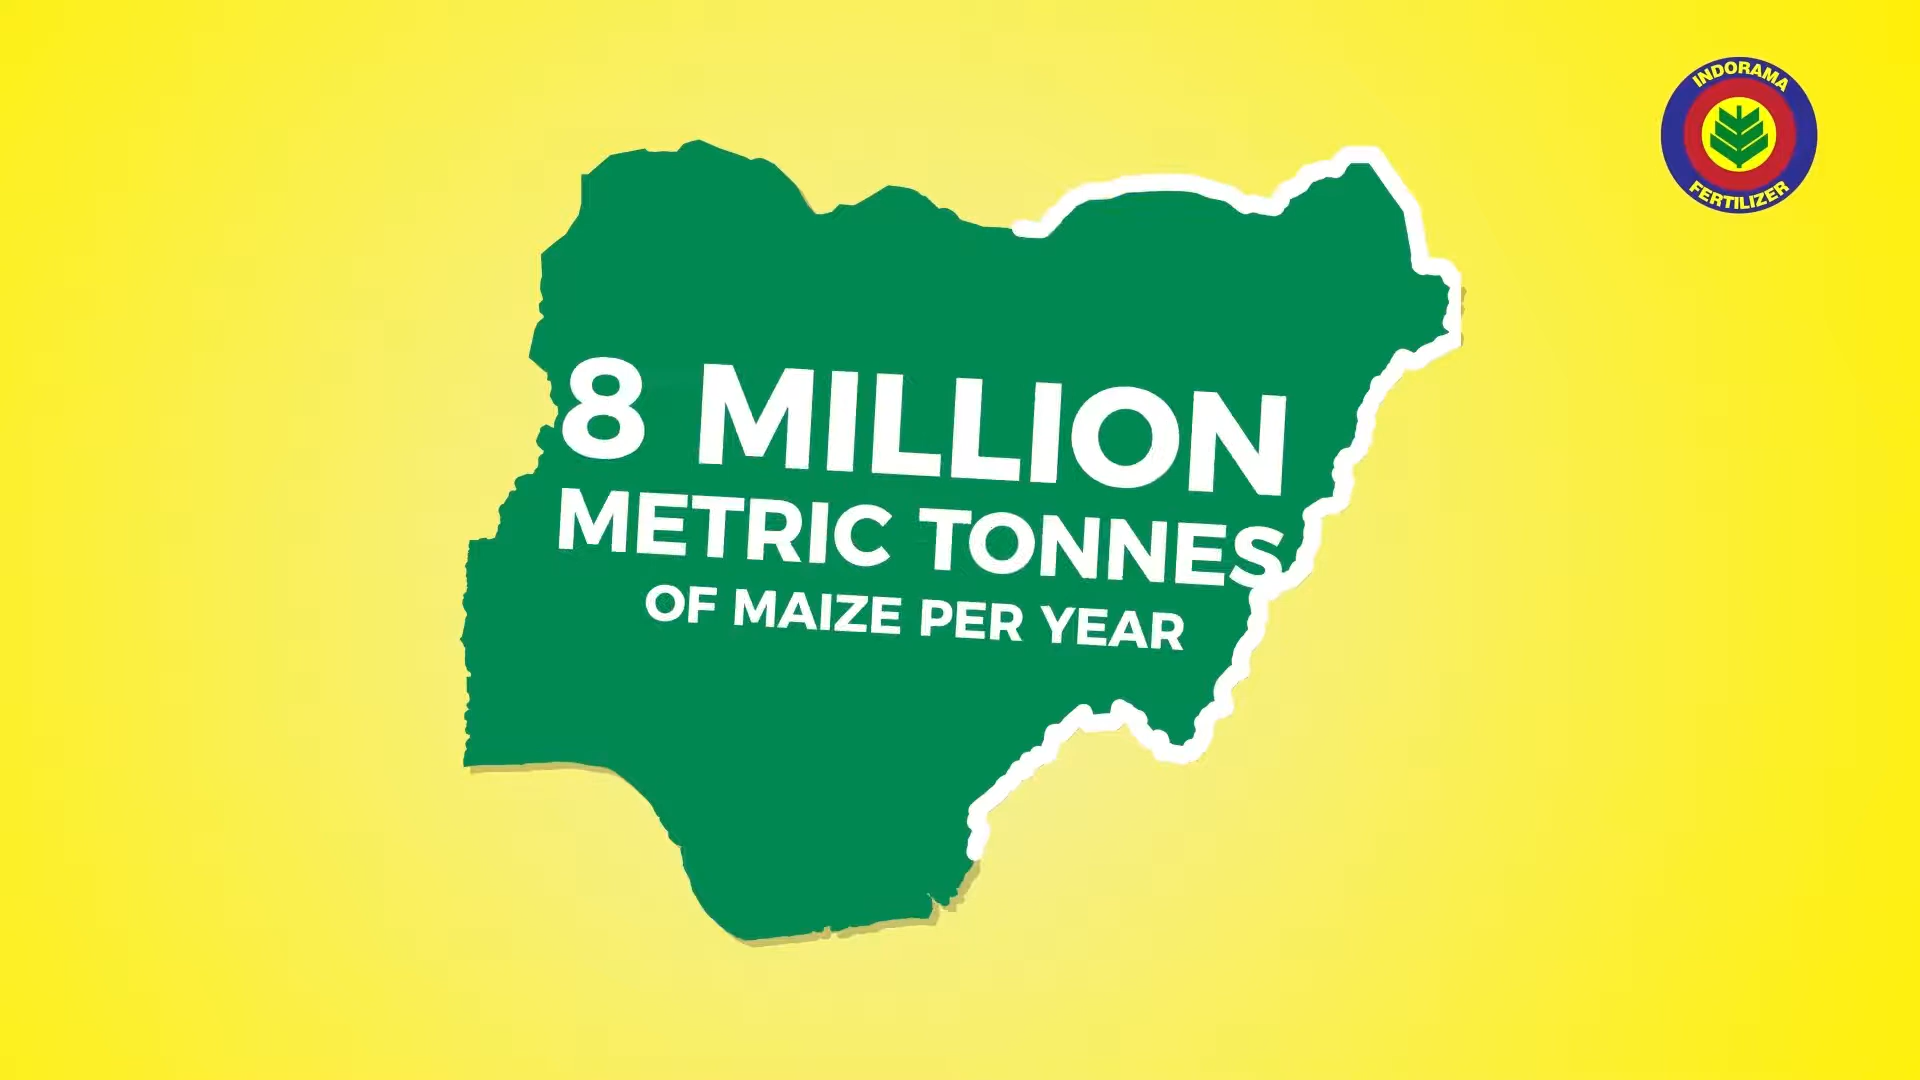 INDORAMA
FERTILIZER
8 MILLION
METRIC TONNES
OF MAIZE PER YEAR